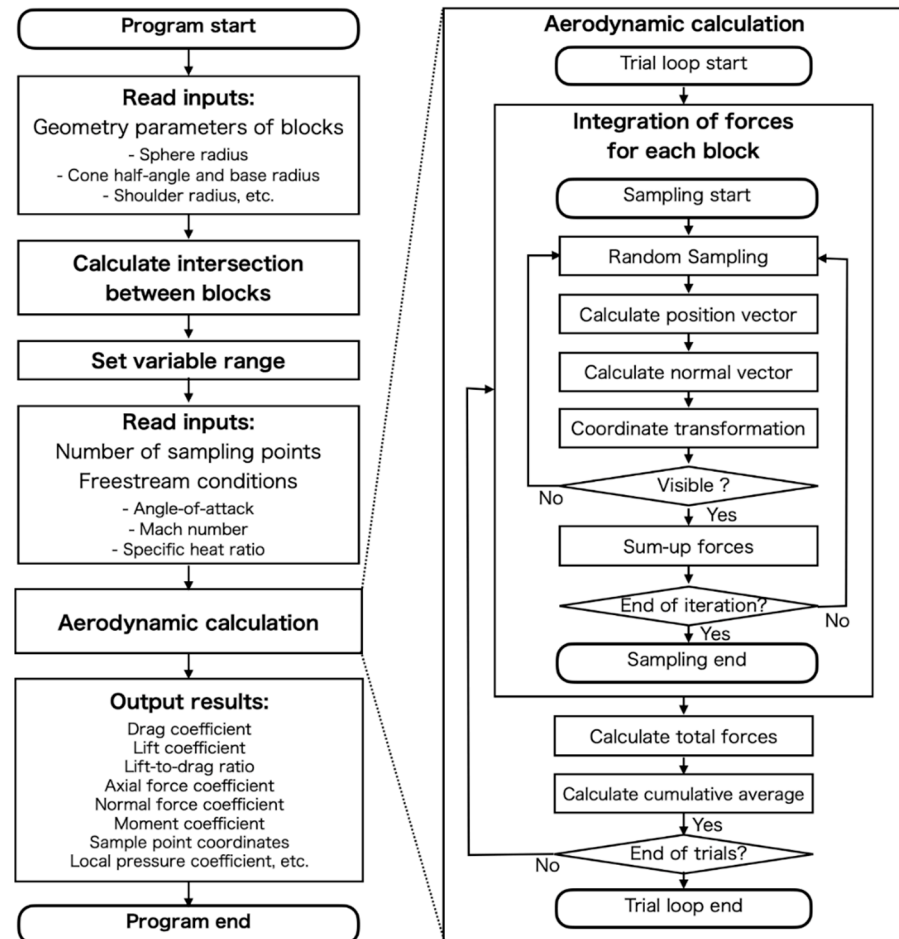 Program start
Read inputs:
Geometry parameters of blocks
- Sphere radius
- Cone half-angle and base radius
- Shoulder radius, etc.
Calculate intersection
between blocks
Set variable range
Read inputs:
Number of sampling points
Freestream conditions
- Angle-of-attack
- Mach number
- Specific heat ratio
Aerodynamic calculation
Output results:
Drag coefficient
Lift coefficient
Lift-to-drag ratio
Axial force coefficient
Normal force coefficient
Moment coefficient
Sample point coordinates
Local pressure coefficient, etc.
Program end
Aerodynamic calculation
Trial loop start
Integration of forces
for each block
Sampling start
Random Sampling
Calculate position vector
Calculate normal vector
Coordinate transformation
Visible ?
No
Yes
Sum-up forces
End of iteration?
No
Yes
Sampling end
Calculate total forces
Calculate cumulative average
Yes
End of trials?
No
Trial loop end